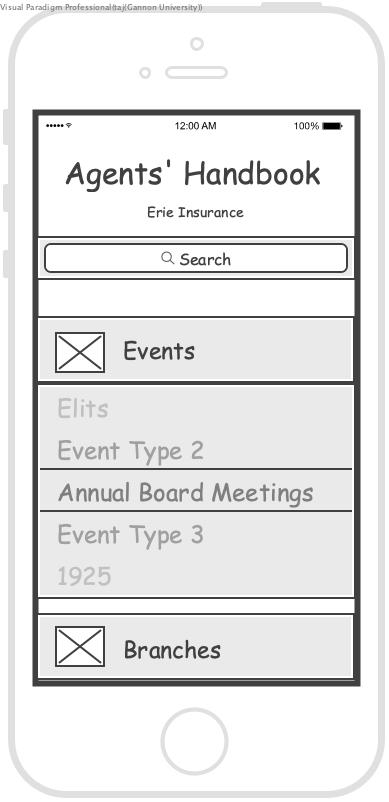 Visual Paradigm Professional(taj(Gannon University))
12:00 AM 100%
Agents' Handbook
Erie Insurance
Search
Events
Elits
Event Type 2
Annual Board Meetings
Event Type 3
1925
Branches